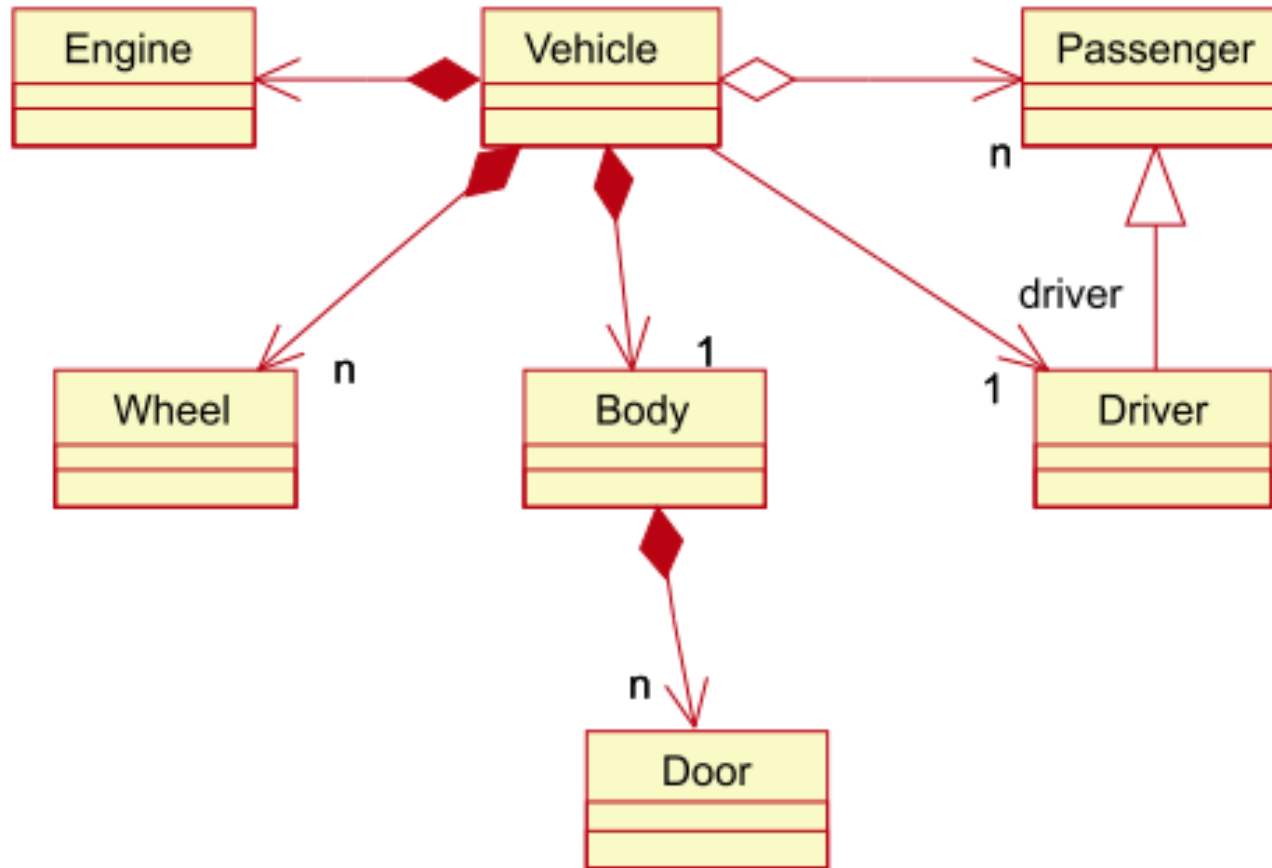 Engine
Vehicle
Passenger
n
driver
n
1
1
Wheel
Body
Driver
n
Door